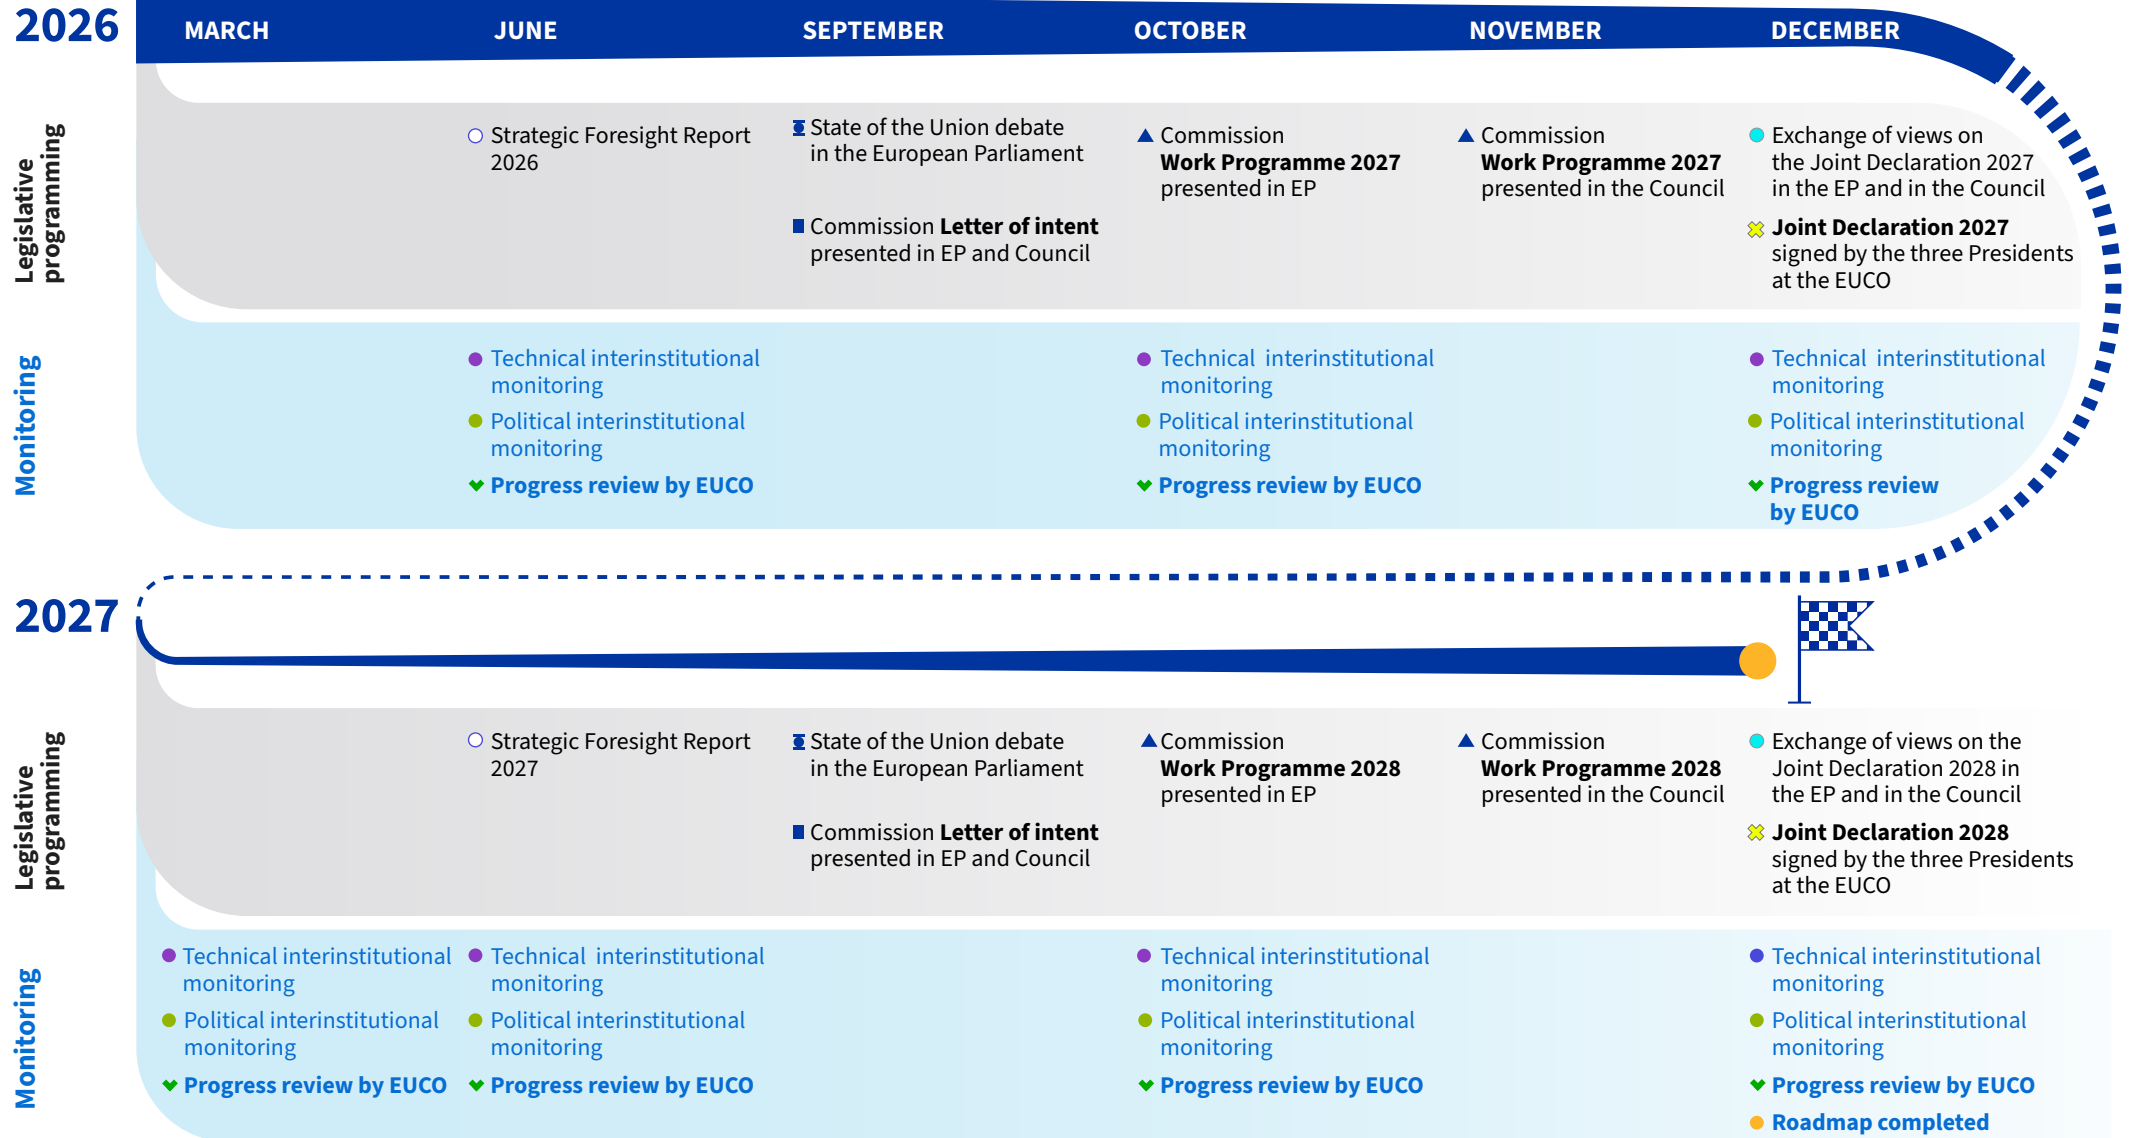 2026
MARCH
JUNE
SEPTEMBER
OCTOBER
NOVEMBER
DECEMBER
Legislative
programming
Strategic Foresight Report
2026
State of the Union debate
in the European Parliament
Commission Letter of intent
presented in EP and Council
Commission
Work Programme 2027
presented in EP
Commission
Work Programme 2027
presented in the Council
Exchange of views on
the Joint Declaration 2027
in the EP and in the Council
Joint Declaration 2027
signed by the three Presidents
at the EUCO
Monitoring
Technical interinstitutional
monitoring
Political interinstitutional
monitoring
Progress review by EUCO
Technical interinstitutional
monitoring
Political interinstitutional
monitoring
Progress review by EUCO
Technical interinstitutional
monitoring
Political interinstitutional
monitoring
Progress review
by EUCO
2027
Legislative
programming
Strategic Foresight Report
2027
State of the Union debate
in the European Parliament
Commission Letter of intent
presented in EP and Council
Commission
Work Programme 2028
presented in EP
Commission
Work Programme 2028
presented in the Council
Exchange of views on the
Joint Declaration 2028 in
the EP and in the Council
Joint Declaration 2028
signed by the three Presidents
at the EUCO
Monitoring
Technical interinstitutional
monitoring
Political interinstitutional
monitoring
Progress review by EUCO
Technical interinstitutional
monitoring
Political interinstitutional
monitoring
Progress review by EUCO
Technical interinstitutional
monitoring
Political interinstitutional
monitoring
Progress review by EUCO
Technical interinstitutional
monitoring
Political interinstitutional
monitoring
Progress review by EUCO
Roadmap completed